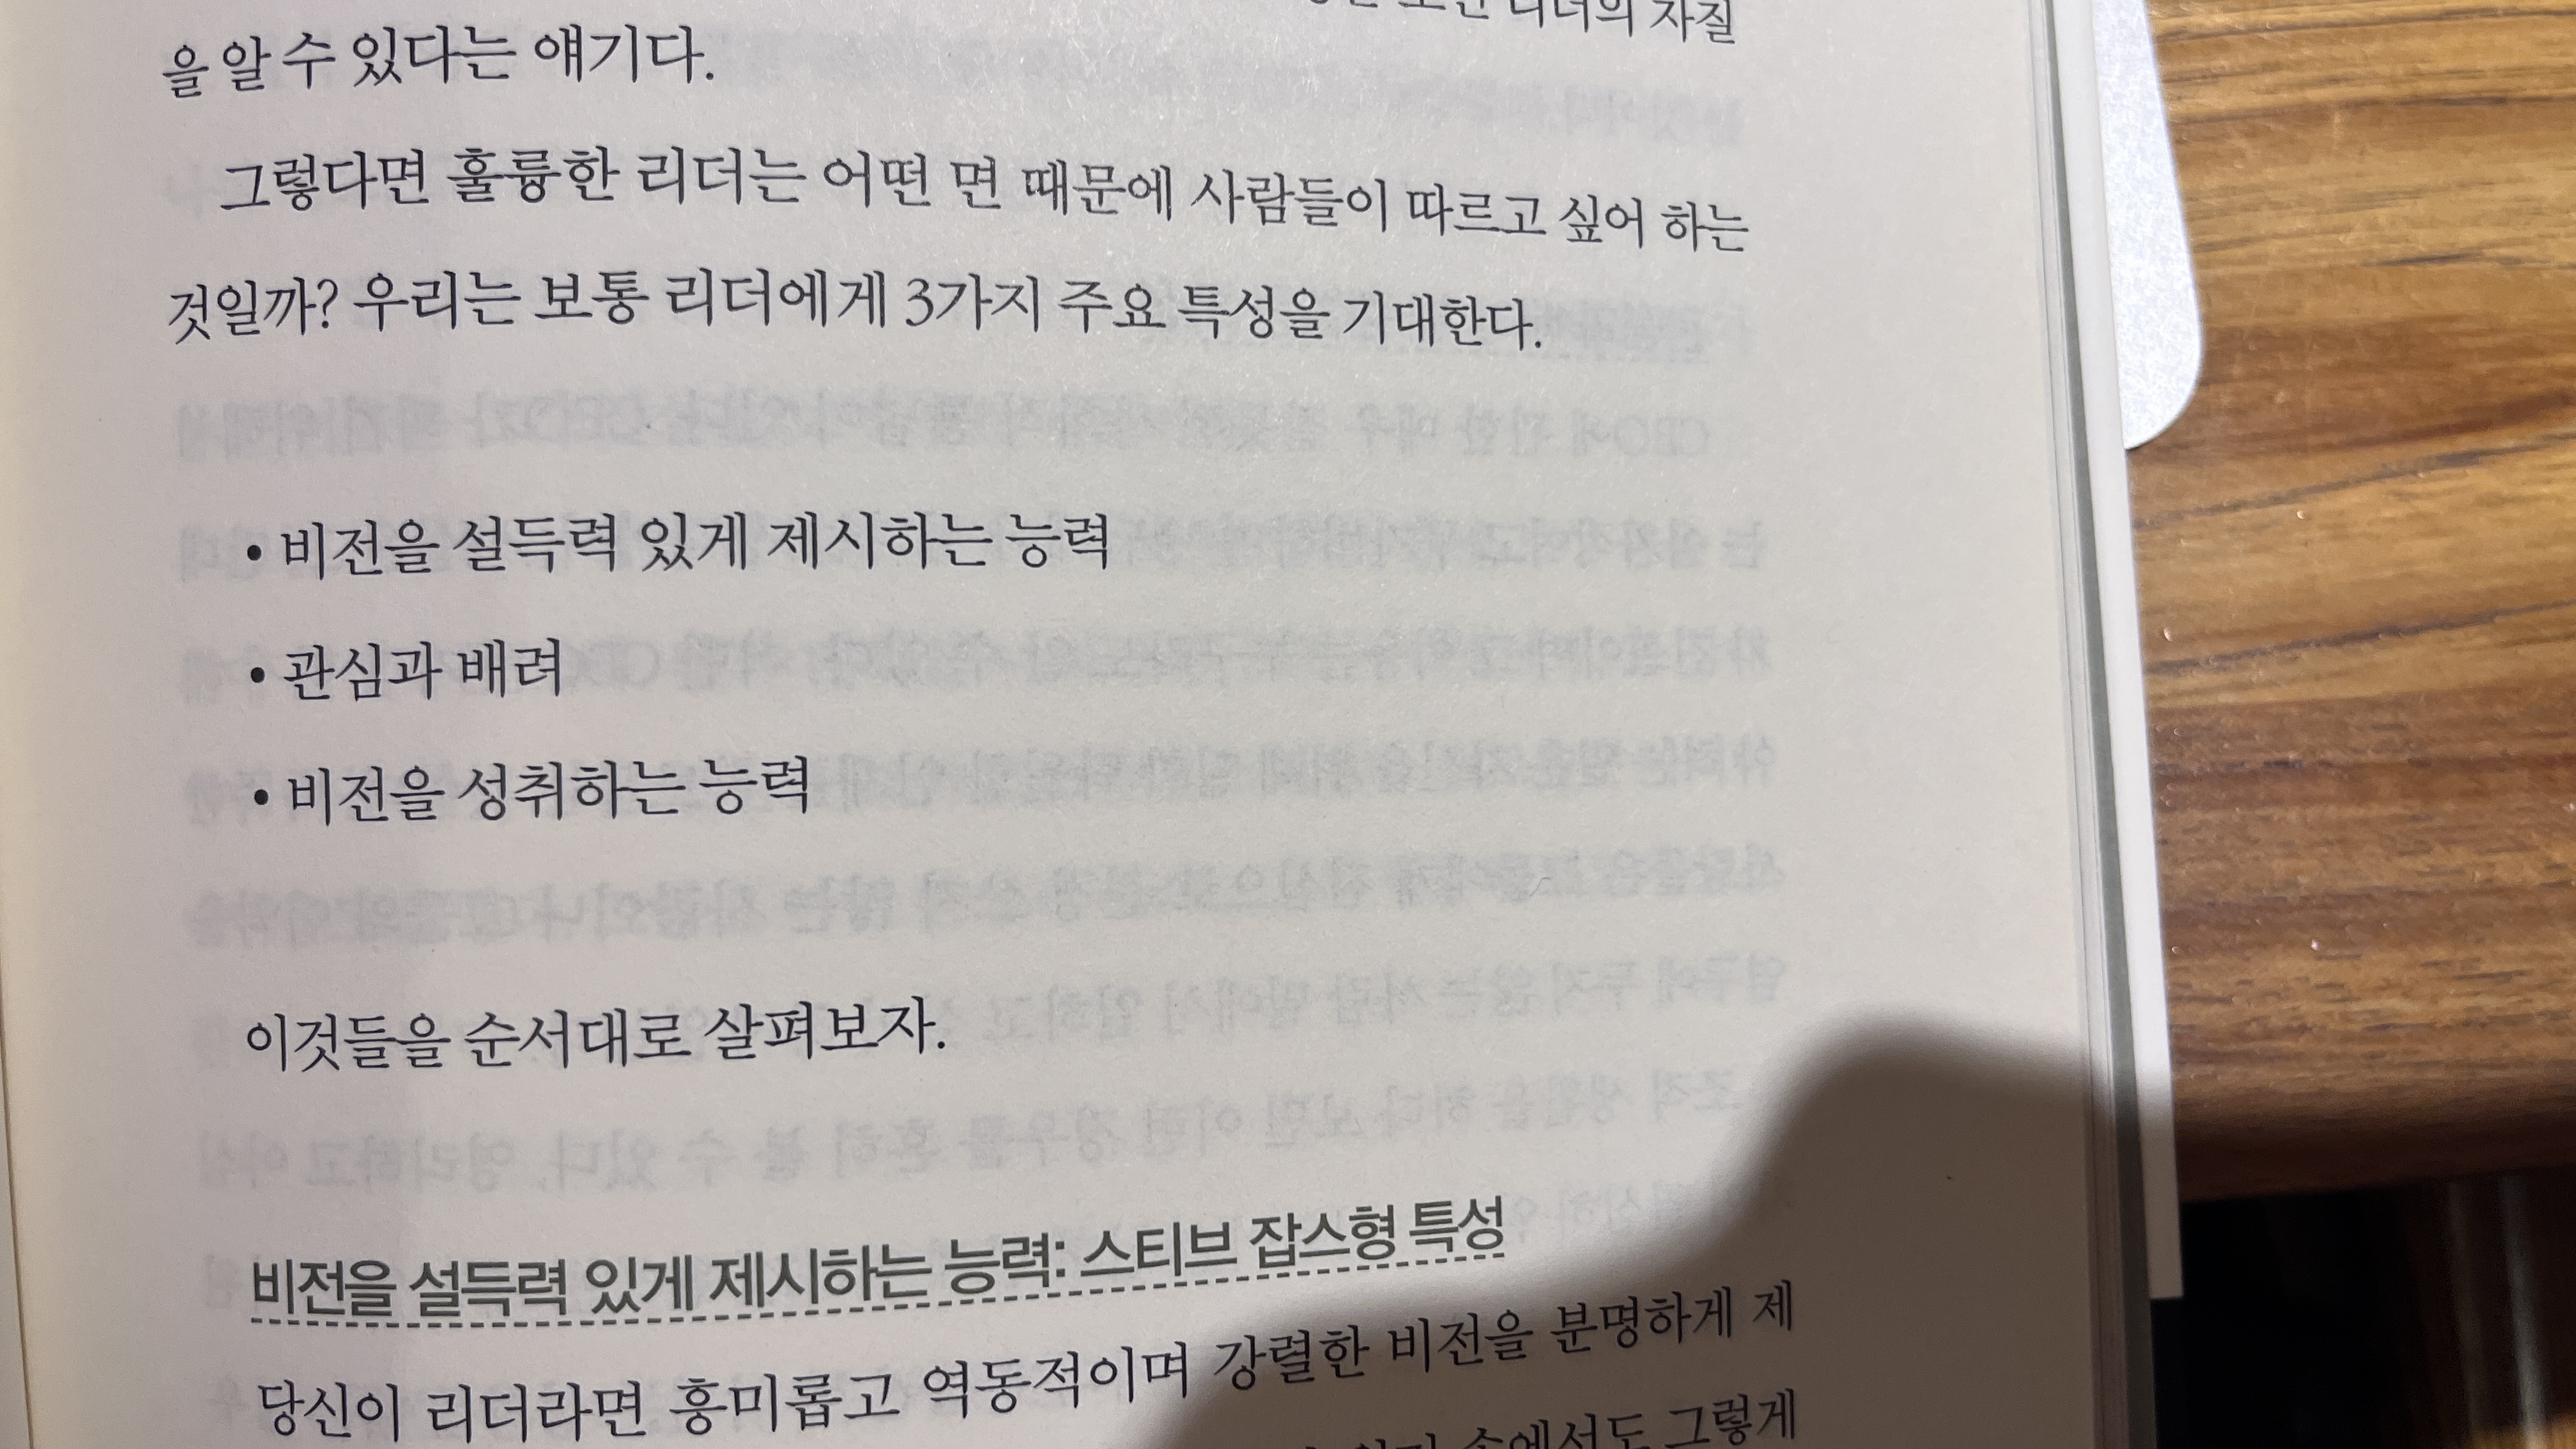 리더의 자질
을 알 수 있다는 얘기다.
그렇다면 훌륭한 리더는 어떤 면 때문에 사람들이 따르고 싶어 하는
것일까? 우리는 보통 리더에게 3가지 주요 특성을 기대한다.
• 비전을 설득력 있게 제시하는 능력
• 관심과 배려
• 비전을 성취하는 능력
이것들을 순서대로 살펴보자.
비전을 설득력 있게 제시하는 능력: 스티브 잡스형 특성
당신이 리더라면 흥미롭고 역동적이며 강렬한 비전을 분명하게 제
속에서도 그렇게